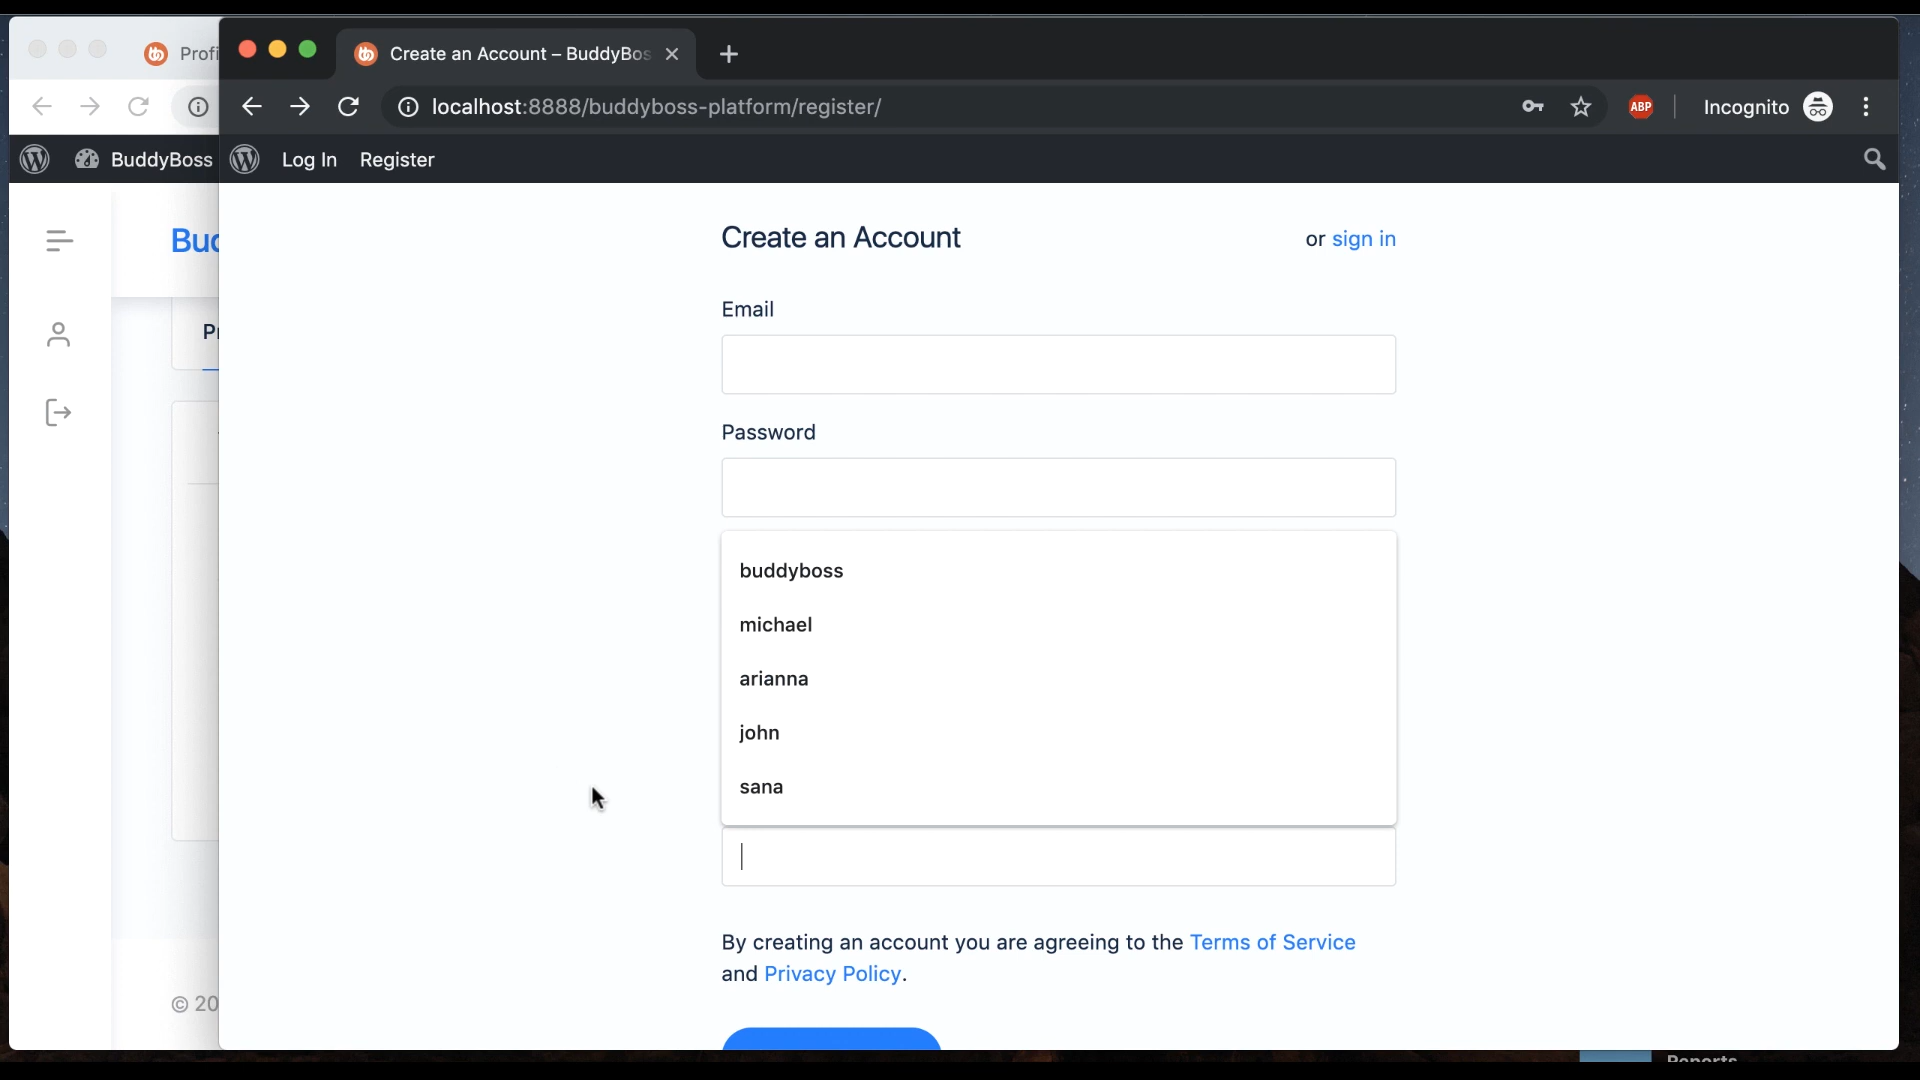 Profi
Create an Account – BuddyBos
localhost:8888/buddyboss-platform/register/
ABP
Incognito
BuddyBoss
Log In Register
Bud
Create an Account
or sign in
Email
Pr
Password
buddyboss
michael
arianna
john
sana
By creating an account you are agreeing to the Terms of Service
and Privacy Policy.
© 20
Reports